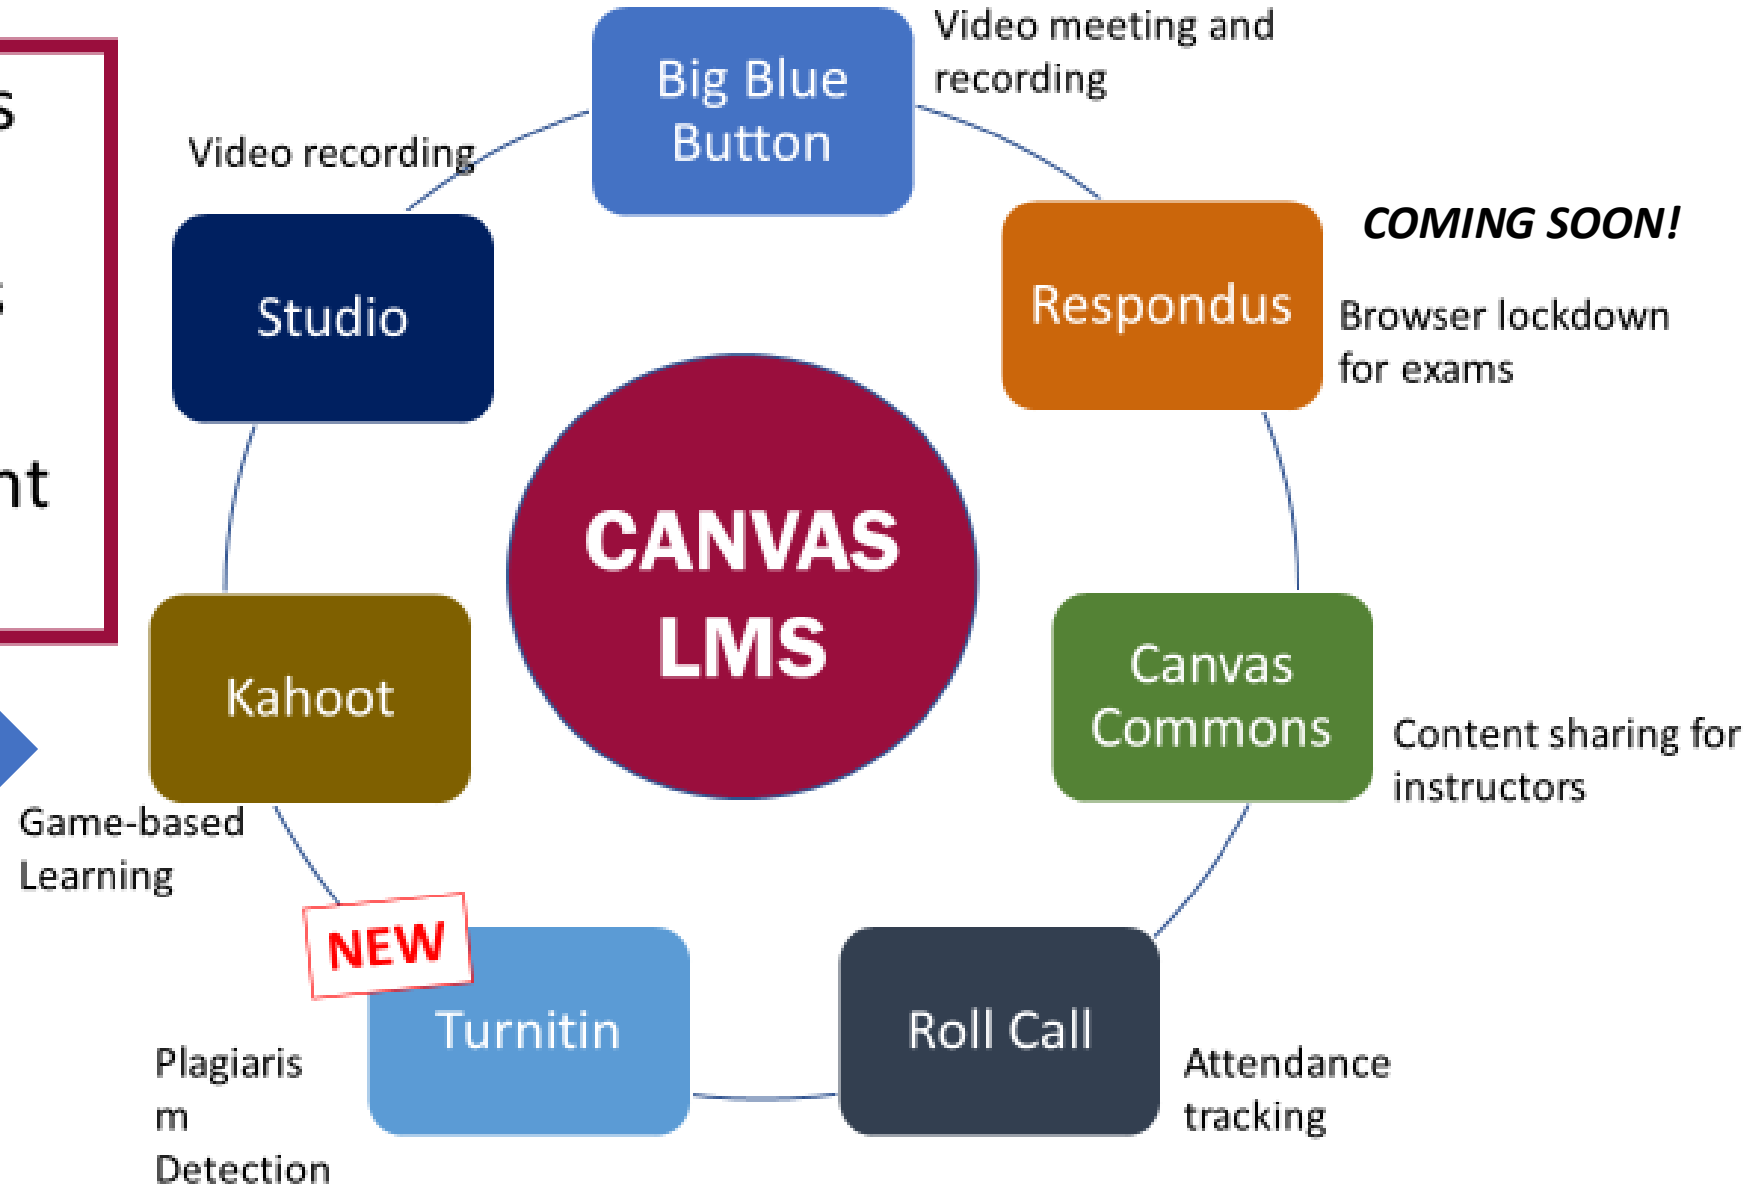 Big Blue
Button
Video meeting and
recording
Video recording
Studio
COMING SOON!
Respondus
Browser lockdown
for exams
CANVAS
LMS
Kahoot
Game-based
Learning
Canvas
Commons
Content sharing for
instructors
NEW
Turnitin
Plagiaris
m
Detection
Roll Call
Attendance
tracking